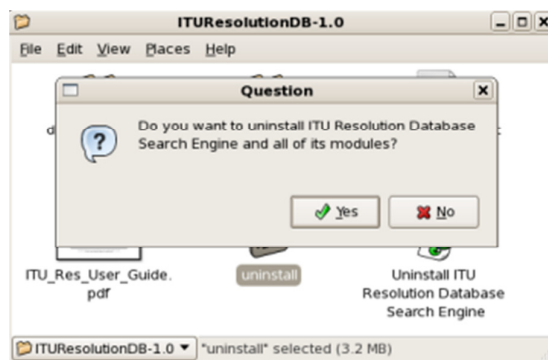 ITUResolutionDB-1.0
File Edit View Places Help
Question
Do you want to uninstall ITU Resolution Database
Search Engine and all of its modules?
Yes No
ITU_Res_User_Guide.
pdf
uninstall
Uninstall ITU
Resolution Database
Search Engine
ITUResolutionDB-1.0 "uninstall" selected (3.2 MB)